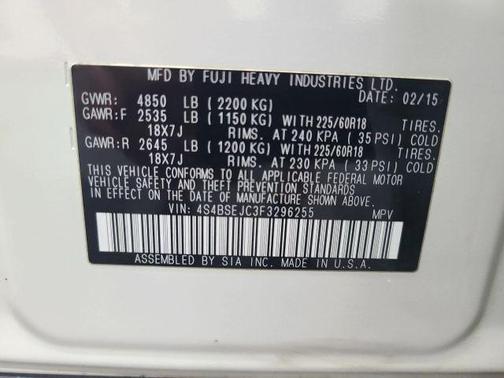 MFD BY FUJI HEAVY INDUSTRIES LTD.
DATE: 02/15
GVWR: 4850 LB (2200 KG)
GAWR:F 2535 LB (1150 KG) WITH 225/60R18 TIRES.
18X7J RIMS. AT 240 KPA (35 PSI) COLD
GAWR:R 2645 LB (1200 KG) WITH 225/60R18 TIRES.
18X7J RIMS. AT 230 KPA (33 PSI) COLD
THIS VEHICLE CONFORMS TO ALL APPLICABLE FEDERAL MOTOR
VEHICLE SAFETY AND THEFT PREVENTION STANDARDS
IN EFFECT ON THE DATE OF MANUFACTURE SHOWN ABOVE.
VIN: 4S4BSEJC3F3296255 MPV
ASSEMBLED BY SIA INC. MADE IN U.S.A.